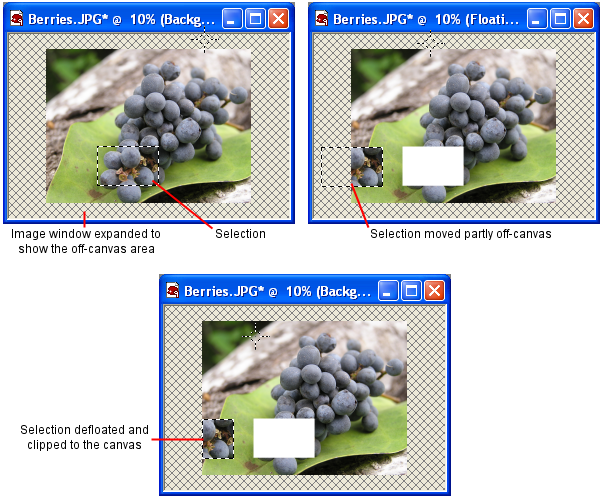 Berries.JPG* @ 10% (Backg...
Berries.JPG* @ 10% (Floati...
Image window expanded to
show the off-canvas area
Selection
Selection moved partly off-canvas
Berries.JPG* @ 10% (Backg...
Selection defloated and
clipped to the canvas